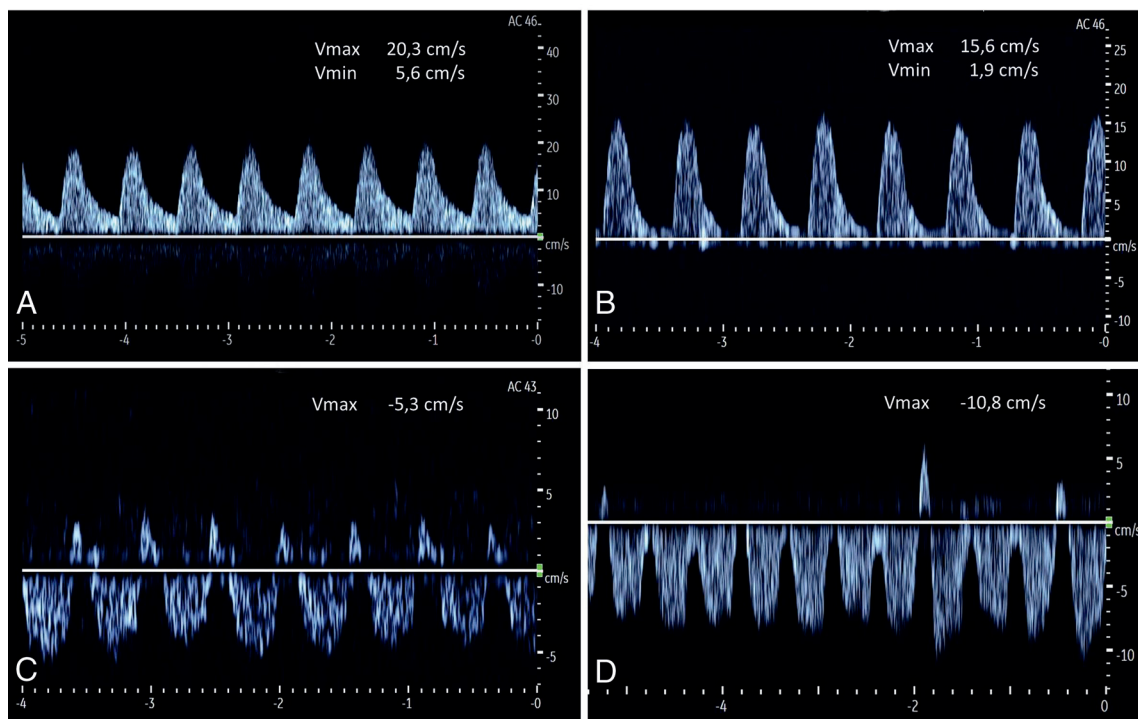 AC 46
Vmax 20,3 cm/s
Vmin 5,6 cm/s
40
30
20
10
cm/s
-10
-5 -4 -3 -2 -1 -0
A
AC 46
Vmax 15,6 cm/s
Vmin 1,9 cm/s
25
20
15
10
5
cm/s
-5
-10
-4 -3 -2 -1 -0
B
AC 43
Vmax -5,3 cm/s
10
5
cm/s
-5
-4 -3 -2 -1 -0
C
Vmax -10,8 cm/s
10
5
cm/s
-5
-10
-4 -2 0
D